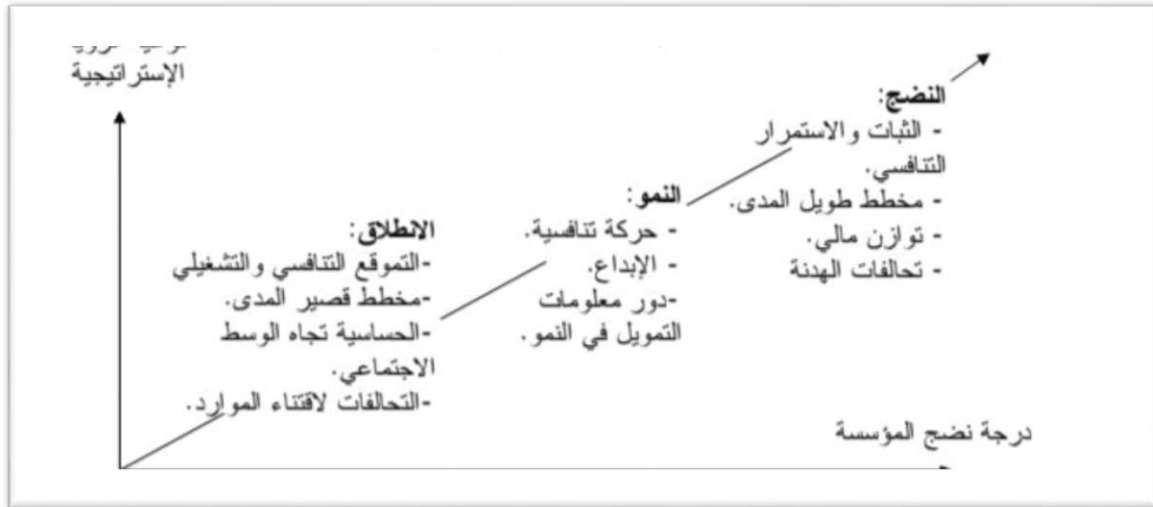 الإستراتيجية
النضج:
- الثبات والاستمرار
التنافسي.
- مخطط طويل المدى.
- توازن مالي.
- تحالفات الهدنة
النمو:
- حركة تنافسية.
- الإبداع.
-دور معلومات
التمويل في النمو.
الانطلاق:
-التموقع التنافسي والتشغيلي
-مخطط قصير المدى.
-الحساسية تجاه الوسط
الاجتماعي.
-التحالفات لاقتناء الموارد.
درجة نضج المؤسسة